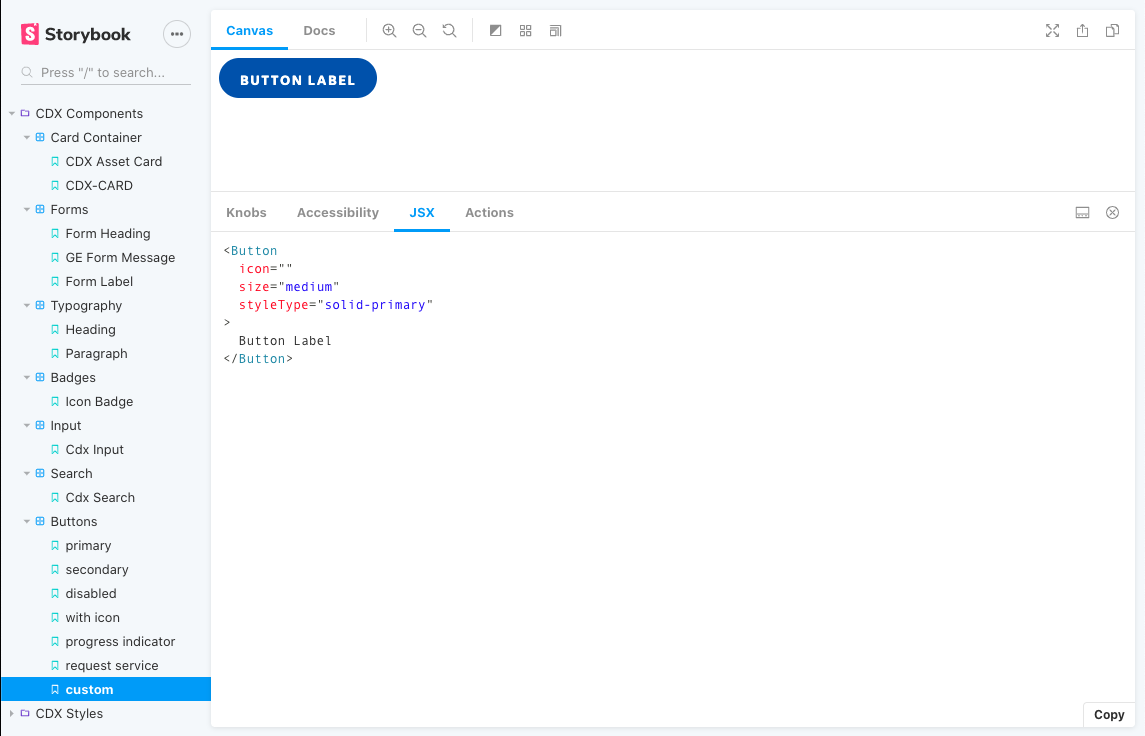 Storybook
Press "/" to search...
CDX Components
Card Container
CDX Asset Card
CDX-CARD
Forms
Form Heading
GE Form Message
Form Label
Typography
Heading
Paragraph
Badges
Icon Badge
Input
Cdx Input
Search
Cdx Search
Buttons
primary
secondary
disabled
with icon
progress indicator
request service
custom
CDX Styles
Canvas Docs
BUTTON LABEL
Knobs Accessibility JSX Actions
<Button
  icon=""
  size="medium"
  styleType="solid-primary"
>
  Button Label
</Button>
Copy